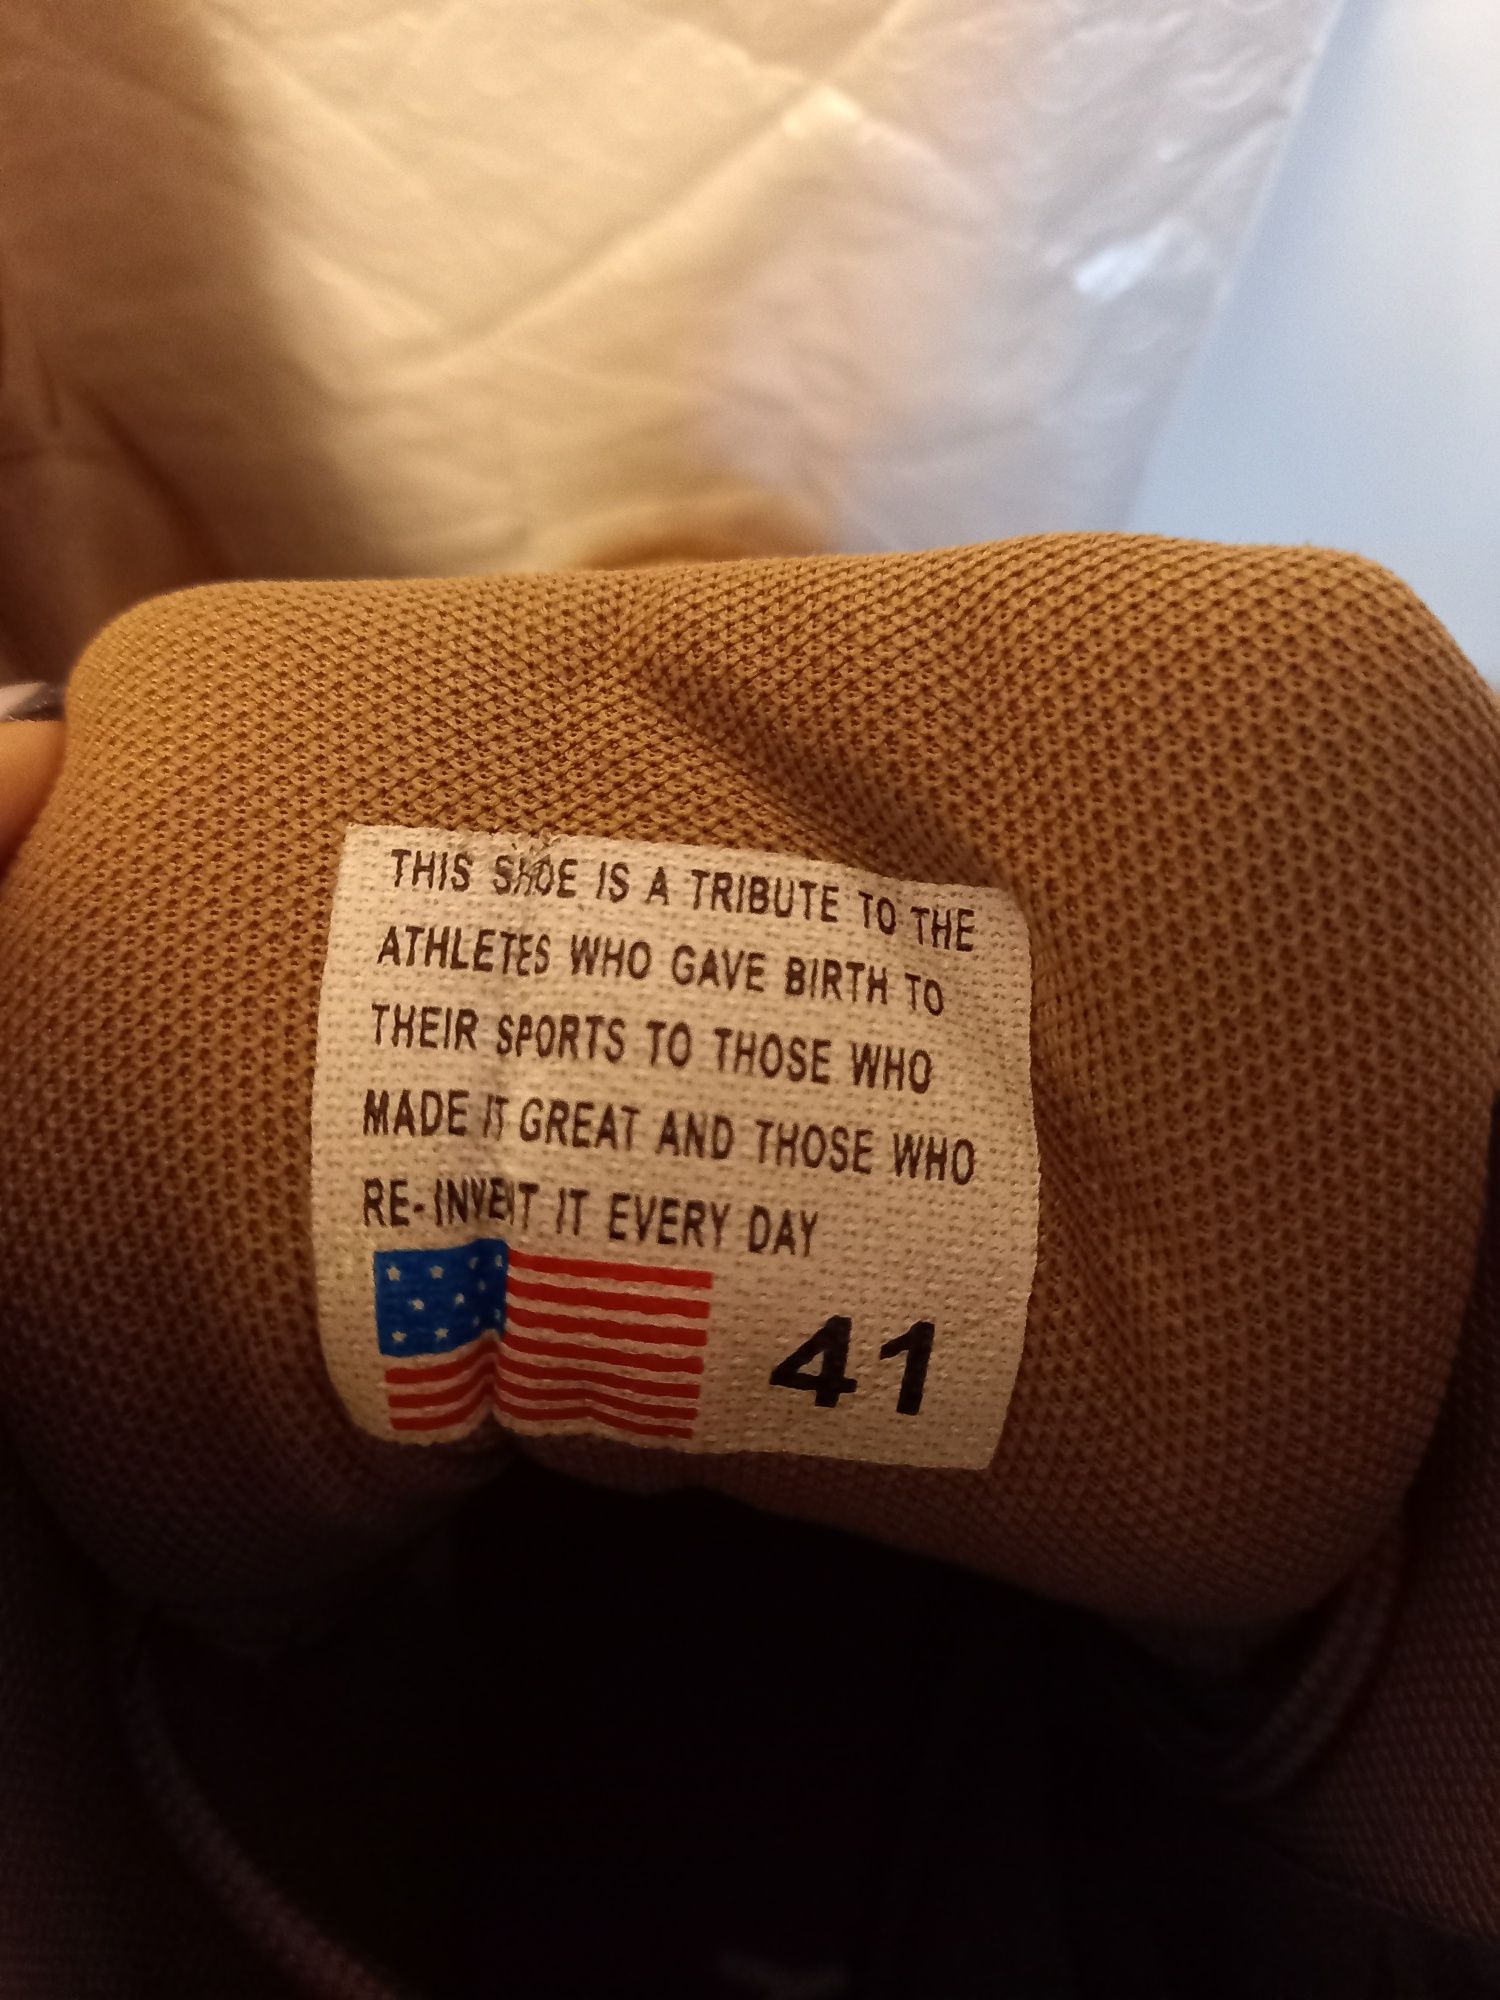 THIS SHOE IS A TRIBUTE TO THE
ATHLETES WHO GAVE BIRTH TO
THEIR SPORTS TO THOSE WHO
MADE IT GREAT AND THOSE WHO
RE-INVENT IT EVERY DAY
41